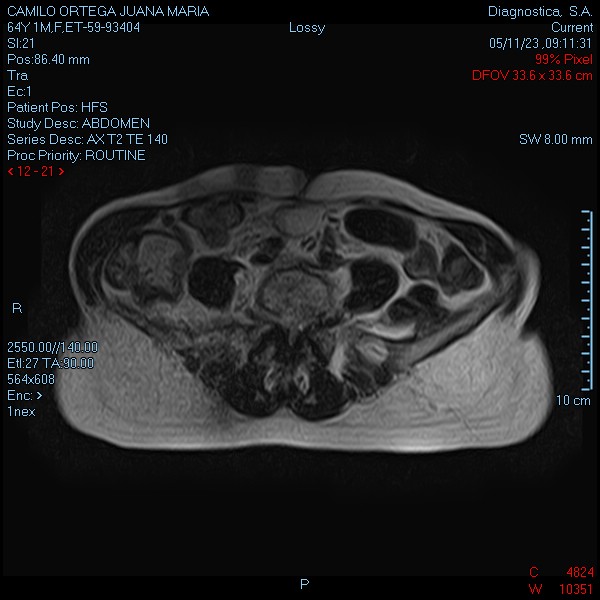 CAMILO ORTEGA JUANA MARIA
64Y 1M,F,ET-59-93404
Sl:21
Pos:86.40 mm
Tra
Ec:1
Patient Pos: HFS
Study Desc: ABDOMEN
Series Desc: AX T2 TE 140
Proc Priority: ROUTINE
< 12 - 21 >
Lossy
Diagnostica, S.A.
Current
05/11/23 ,09:11:31
99% Pixel
DFOV 33.6 x 33.6 cm
SW 8.00 mm
R
2550.00//140.00
Etl:27 TA:90.00
564x608
Enc: >
1nex
10 cm
P
C 4824
W 10351